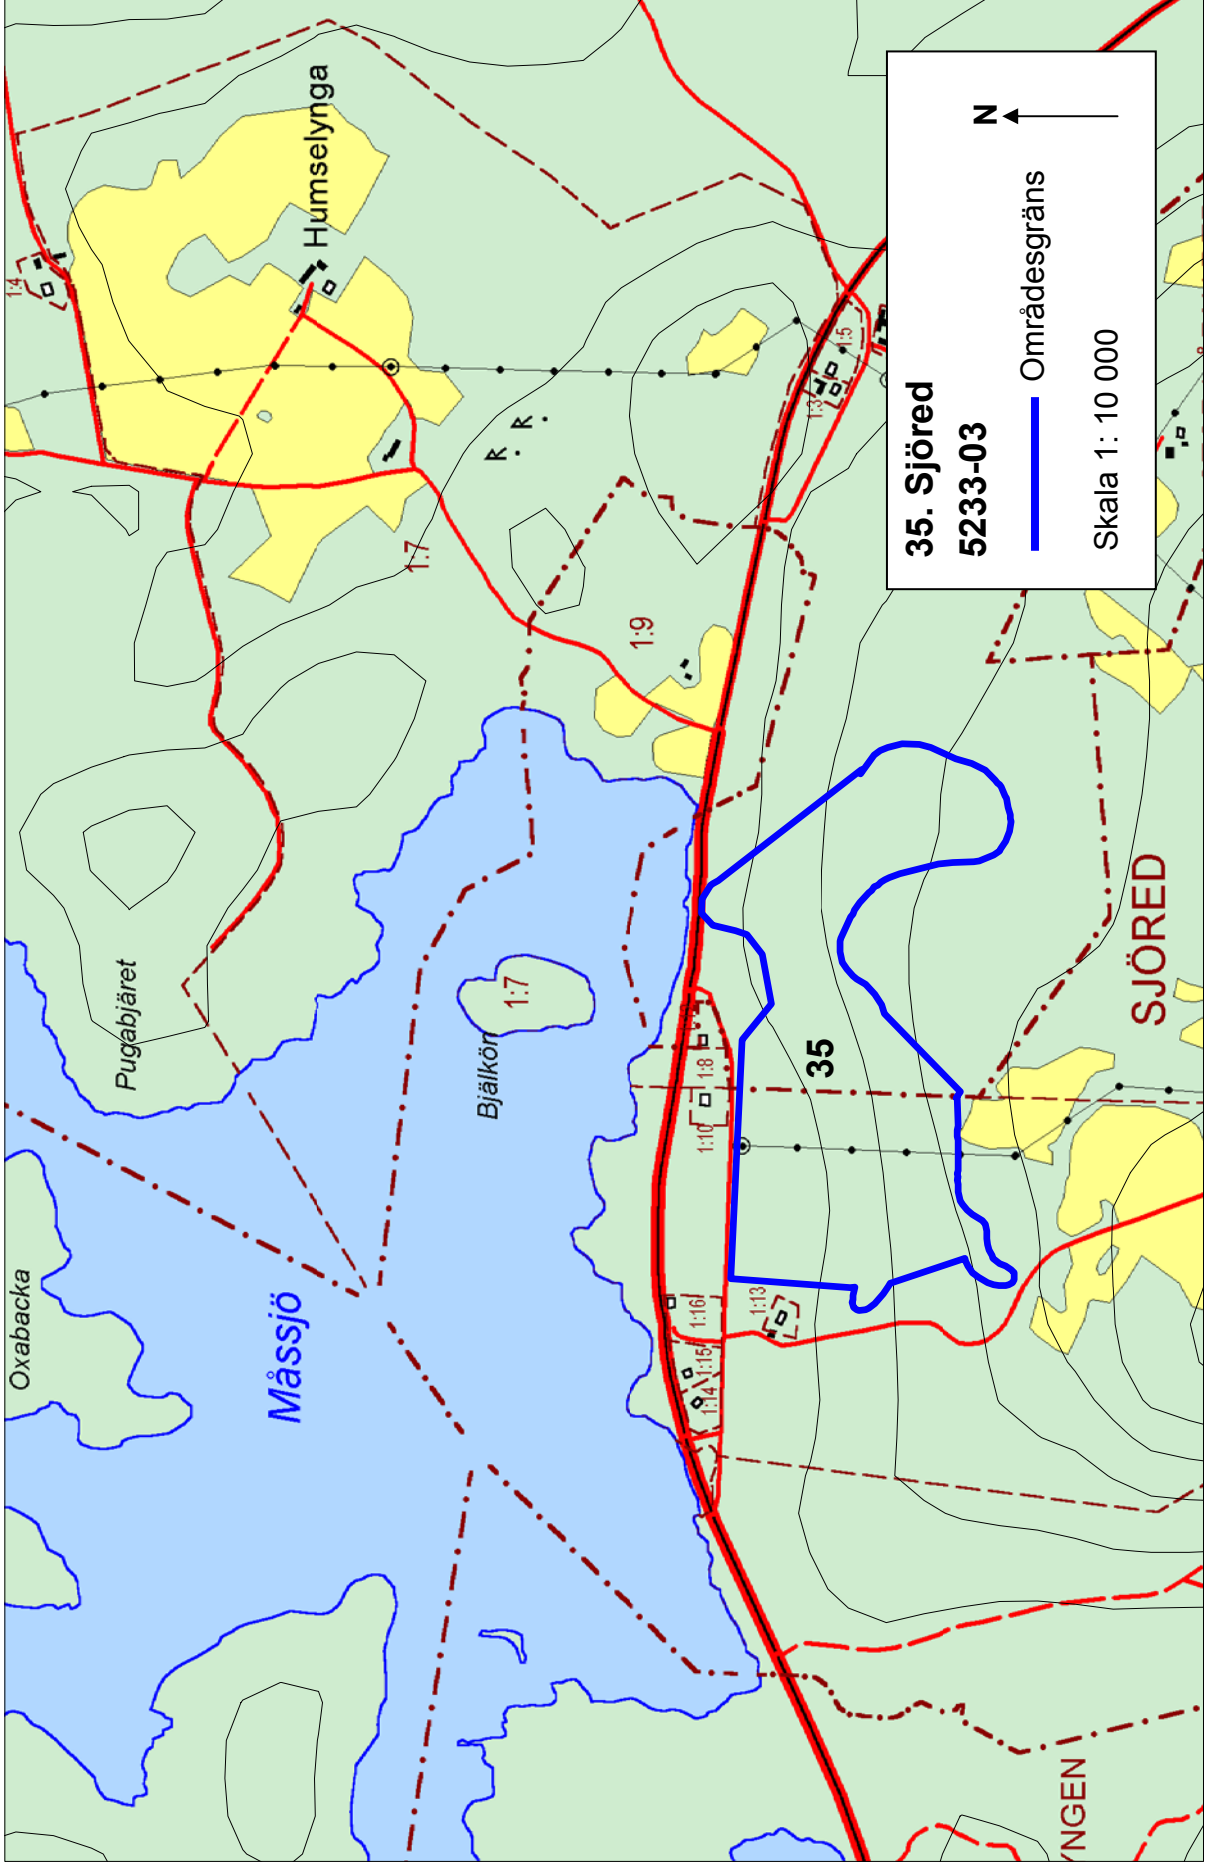 Oxabacka
Pugabjäret
Humselynga
1:4
Måssjö
Bjälkön
1:7
1:7
1:9
1:14
1:15
1:16
1:13
1:10
1:8
1:3
1:5
R
R
35
SJÖRED
YNGEN
35. Sjöred
5233-03
Områdesgräns
Skala 1: 10 000
N